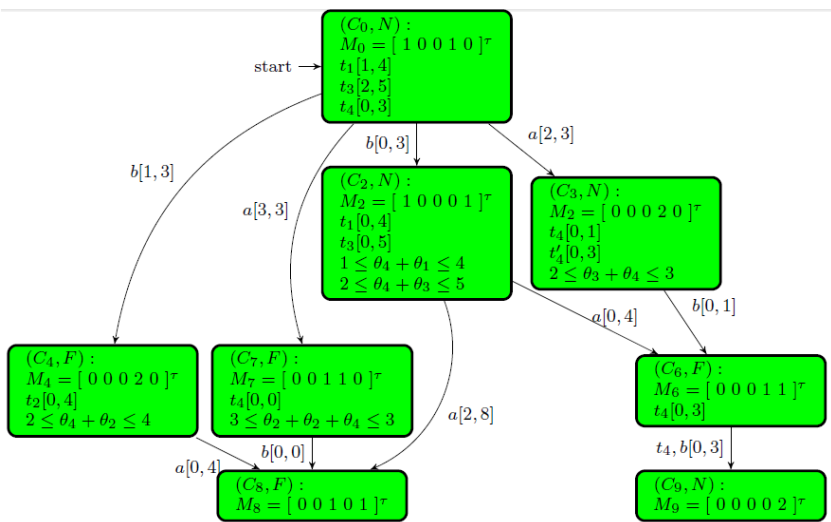 (C₀, N) :
M₀ = [ 1 0 0 1 0 ]ᵀ
start
t₁[1, 4]
t₃[2, 5]
t₄[0, 3]
b[1, 3]
a[3, 3]
b[0, 3]
a[2, 3]
(C₂, N) :
M₂ = [ 1 0 0 0 1 ]ᵀ
t₁[0, 4]
t₃[0, 5]
1 ≤ θ₄ + θ₁ ≤ 4
2 ≤ θ₄ + θ₃ ≤ 5
(C₃, N) :
M₂ = [ 0 0 0 2 0 ]ᵀ
t₄[0, 1]
t′₄[0, 3]
2 ≤ θ₃ + θ₄ ≤ 3
a[0, 4]
b[0, 1]
(C₄, F) :
M₄ = [ 0 0 0 2 0 ]ᵀ
t₂[0, 4]
2 ≤ θ₄ + θ₂ ≤ 4
(C₇, F) :
M₇ = [ 0 0 1 1 0 ]ᵀ
t₄[0, 0]
3 ≤ θ₂ + θ₂ + θ₄ ≤ 3
(C₆, F) :
M₆ = [ 0 0 0 1 1 ]ᵀ
t₄[0, 3]
a[0, 4]
b[0, 0]
a[2, 8]
t₄, b[0, 3]
(C₈, F) :
M₈ = [ 0 0 1 0 1 ]ᵀ
(C₉, N) :
M₉ = [ 0 0 0 0 2 ]ᵀ